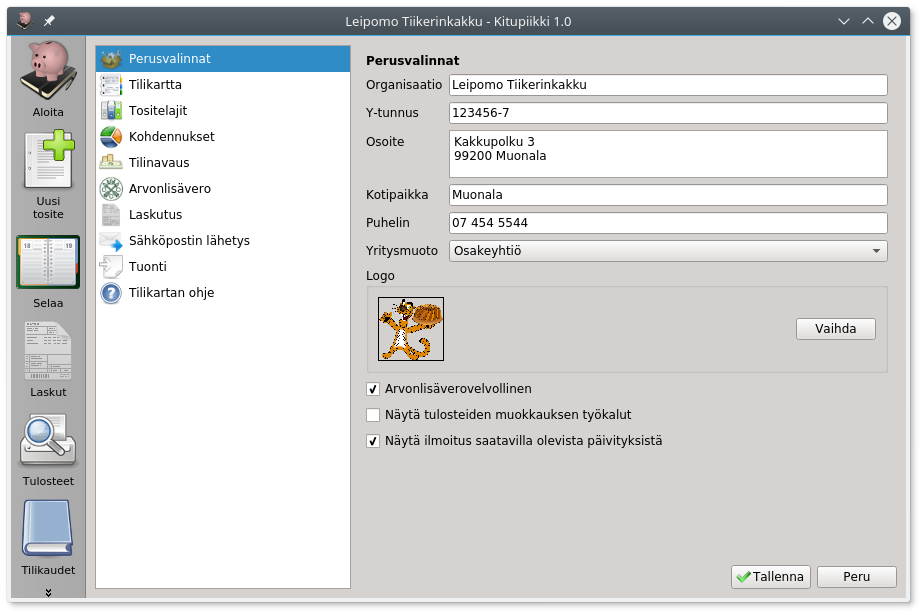 Leipomo Tiikerinkakku - Kitupiikki 1.0
Aloita
Uusi
tosite
18 19
Selaa
Laskut
Tulosteet
Tilikaudet
Perusvalinnat
Tilikartta
Tositelajit
Kohdennukset
Tilinavaus
Arvonlisävero
Laskutus
Sähköpostin lähetys
Tuonti
Tilikartan ohje
Perusvalinnat
Organisaatio Leipomo Tiikerinkakku
Y-tunnus 123456-7
Osoite Kakkupolku 3
99200 Muonala
Kotipaikka Muonala
Puhelin 07 454 5544
Yritysmuoto Osakeyhtiö
Logo
Vaihda
Arvonlisäverovelvollinen
Näytä tulosteiden muokkauksen työkalut
Näytä ilmoitus saatavilla olevista päivityksistä
Tallenna Peru